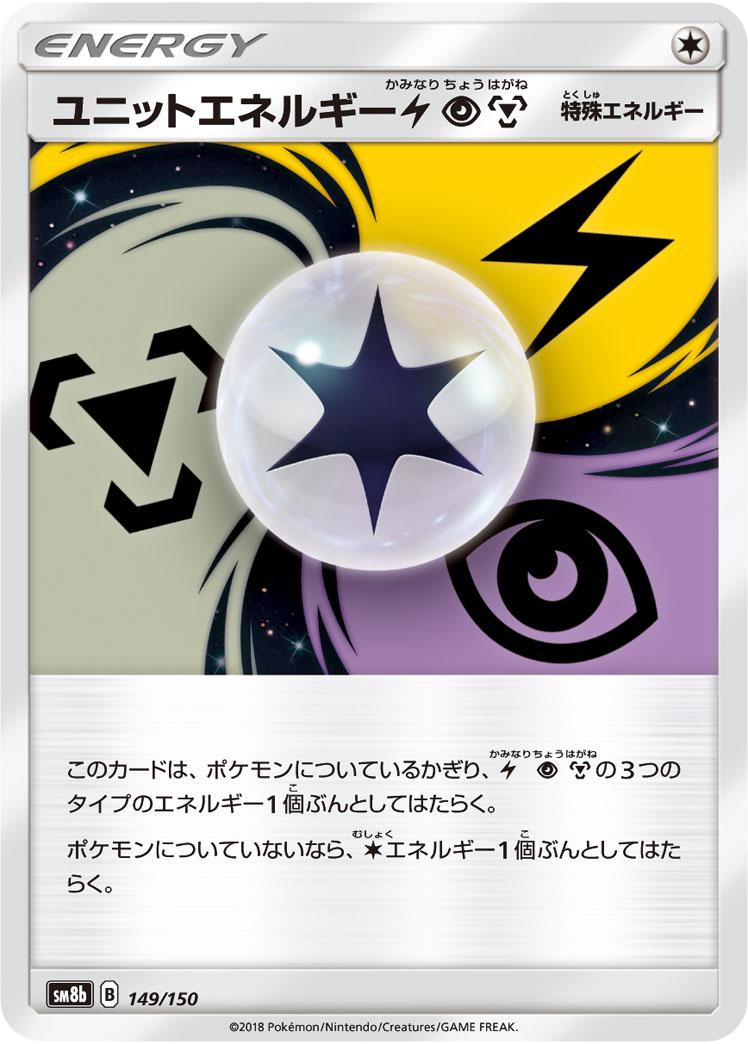 ENERGY
かみなり ちょう はがね
ユニットエネルギー
とくしゅ
特殊エネルギー
かみなり ちょう はがね
このカードは、ポケモンについているかぎり、の3つの
こ
タイプのエネルギー1個ぶんとしてはたらく。
むしょく こ
ポケモンについていないなら、エネルギー1個ぶんとしてはた
らく。
SM8b B 149/150
©2018 Pokémon/Nintendo/Creatures/GAME FREAK.